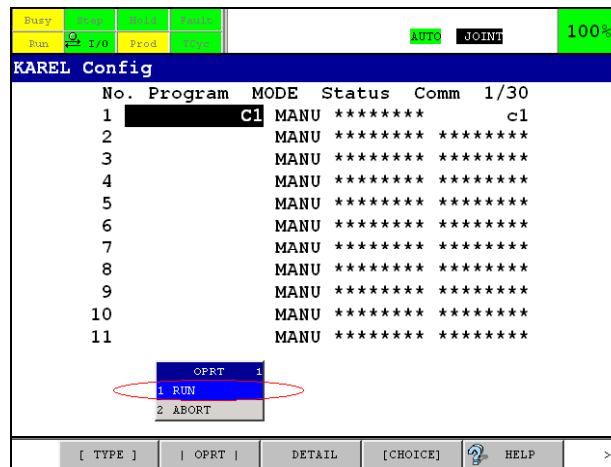 Busy Step Hold Fault
Run I/O Prod TCyc
AUTO JOINT 100%
KAREL Config
No. Program MODE Status Comm 1/30
1 C1 MANU ******** c1
2 MANU ******** ********
3 MANU ******** ********
4 MANU ******** ********
5 MANU ******** ********
6 MANU ******** ********
7 MANU ******** ********
8 MANU ******** ********
9 MANU ******** ********
10 MANU ******** ********
11 MANU ******** ********
OPRT 1
1 RUN
2 ABORT
[ TYPE ] | OPRT | DETAIL [CHOICE] HELP >